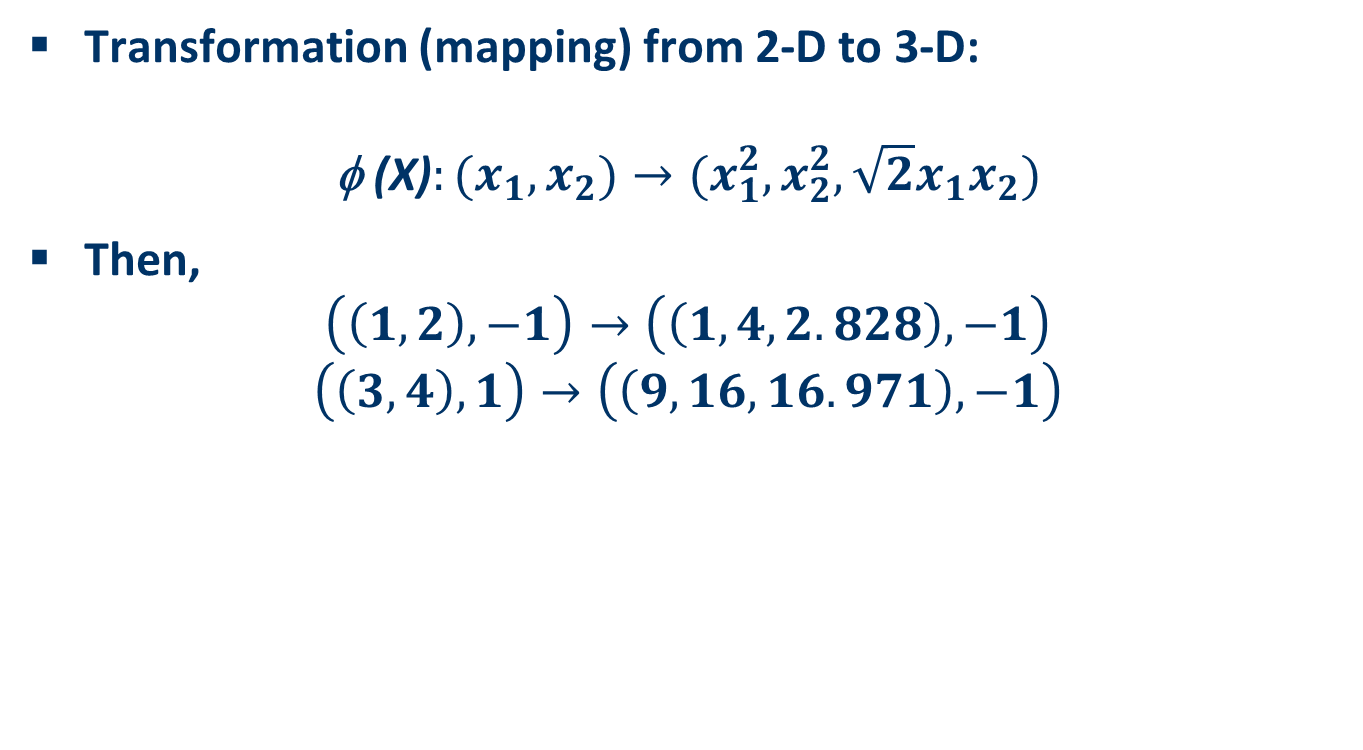 ▪ Transformation (mapping) from 2-D to 3-D:
ϕ (X): (x₁, x₂) → (x₁², x₂², √2x₁x₂)
▪ Then,
((1, 2), −1) → ((1, 4, 2.828), −1)
((3, 4), 1) → ((9, 16, 16.971), −1)